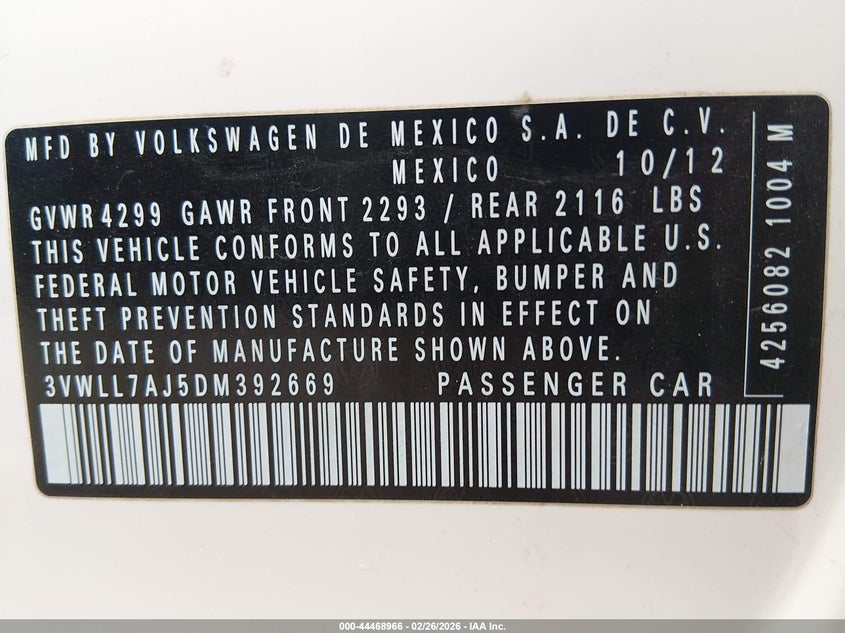 MFD BY VOLKSWAGEN DE MEXICO S.A. DE C.V.
MEXICO 10/12
GVWR 4299 GAWR FRONT 2293 / REAR 2116 LBS
THIS VEHICLE CONFORMS TO ALL APPLICABLE U.S.
FEDERAL MOTOR VEHICLE SAFETY, BUMPER AND
THEFT PREVENTION STANDARDS IN EFFECT ON
THE DATE OF MANUFACTURE SHOWN ABOVE.
3VWLL7AJ5DM392669 PASSENGER CAR
4256082 1004 M
000-44468966 — 02/26/2026 — IAA Inc.